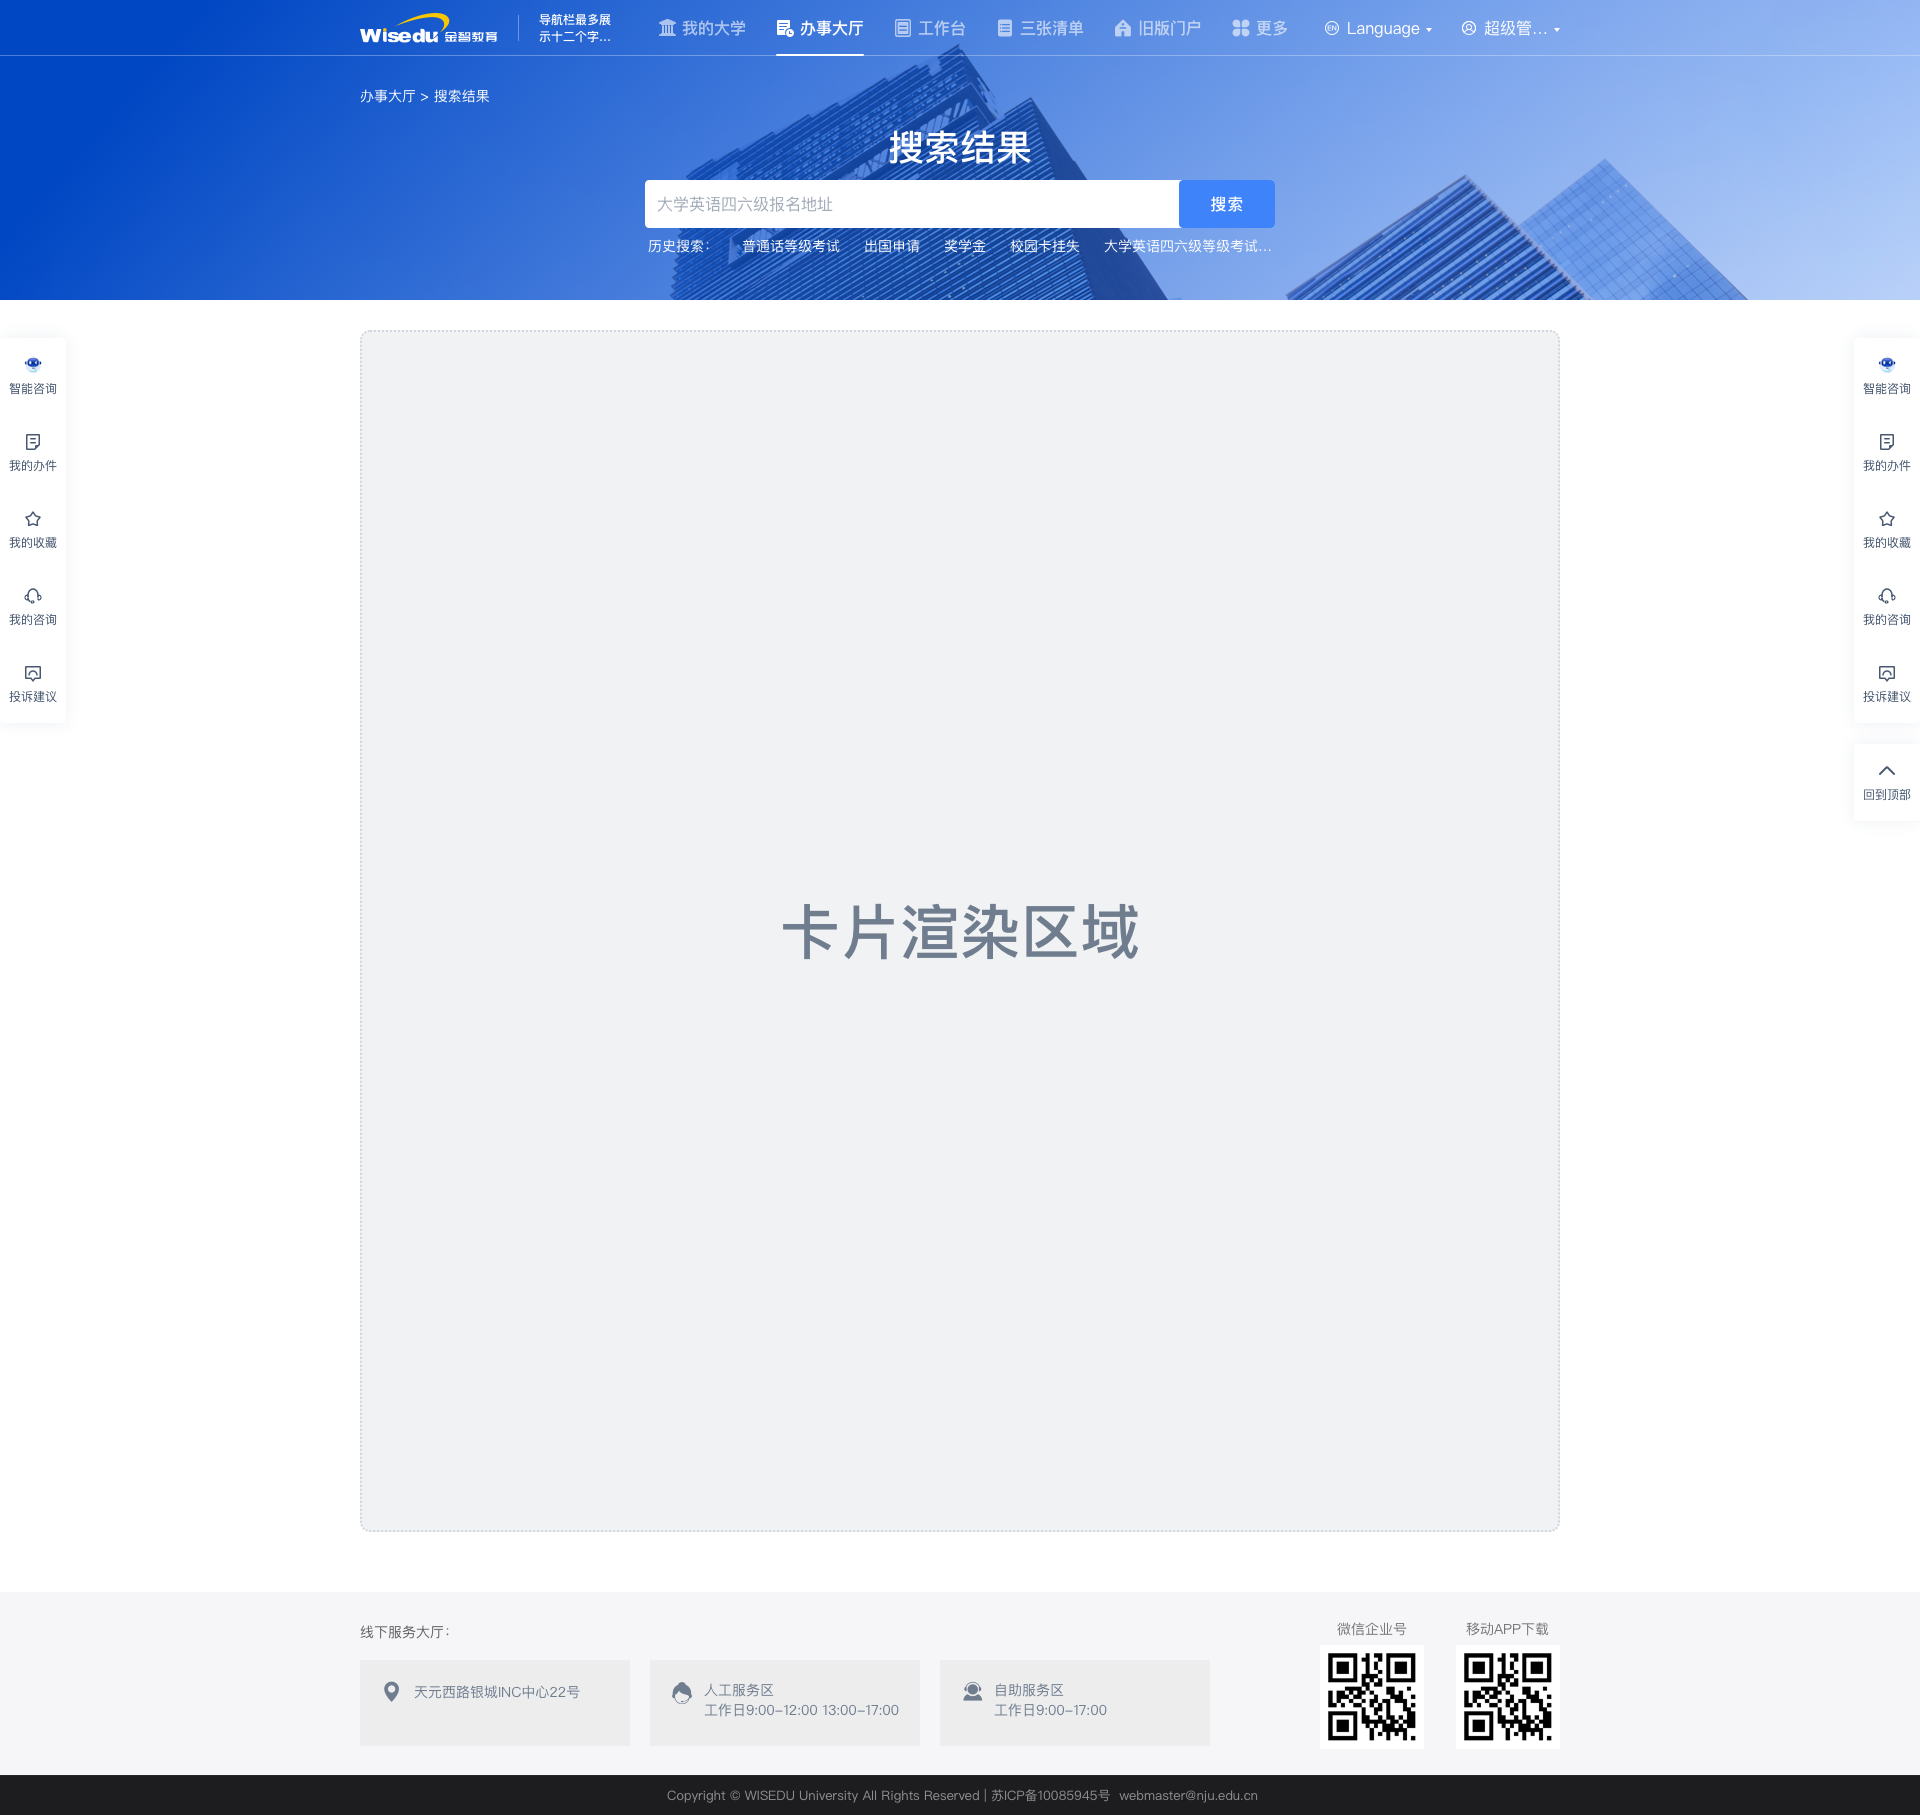 Wisedu 金智教育
导航栏最多展
示十二个字...
我的大学
办事大厅
工作台
三张清单
旧版门户
更多
EN Language
超级管...
办事大厅 > 搜索结果
搜索结果
大学英语四六级报名地址
搜索
历史搜索： 普通话等级考试 出国申请 奖学金 校园卡挂失 大学英语四六级等级考试...
智能咨询
我的办件
我的收藏
我的咨询
投诉建议
智能咨询
我的办件
我的收藏
我的咨询
投诉建议
回到顶部
卡片渲染区域
线下服务大厅：
天元西路银城INC中心22号
人工服务区
工作日9:00-12:00 13:00-17:00
自助服务区
工作日9:00-17:00
微信企业号
移动APP下载
Copyright © WISEDU University All Rights Reserved | 苏ICP备10085945号 webmaster@nju.edu.cn